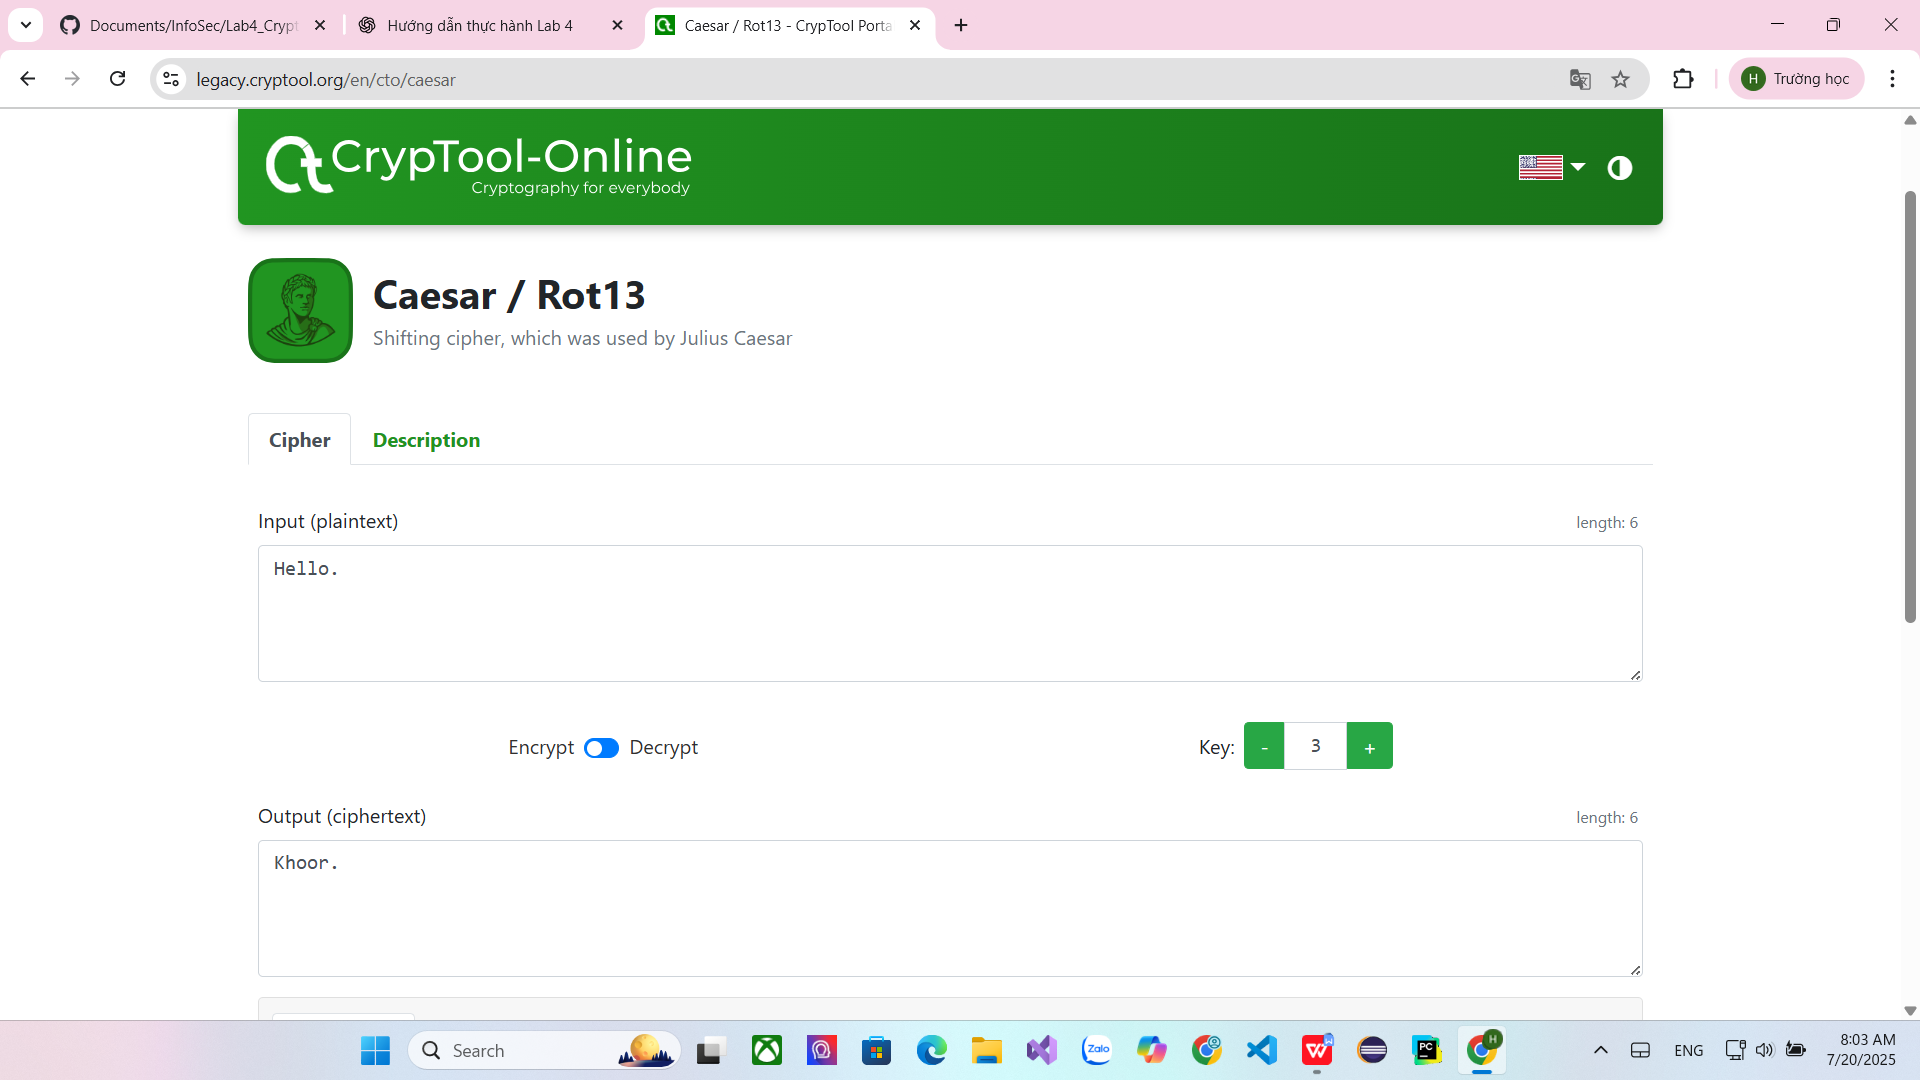 Documents/InfoSec/Lab4_Crypt
Hướng dẫn thực hành Lab 4
Caesar / Rot13 - CrypTool Porta
legacy.cryptool.org/en/cto/caesar
H Trường học
CrypTool-Online
Cryptography for everybody
Caesar / Rot13
Shifting cipher, which was used by Julius Caesar
Cipher Description
Input (plaintext) length: 6
Hello.
Encrypt Decrypt Key: - 3 +
Output (ciphertext) length: 6
Khoor.
Search
Zalo
PC
H
ENG
8:03 AM
7/20/2025